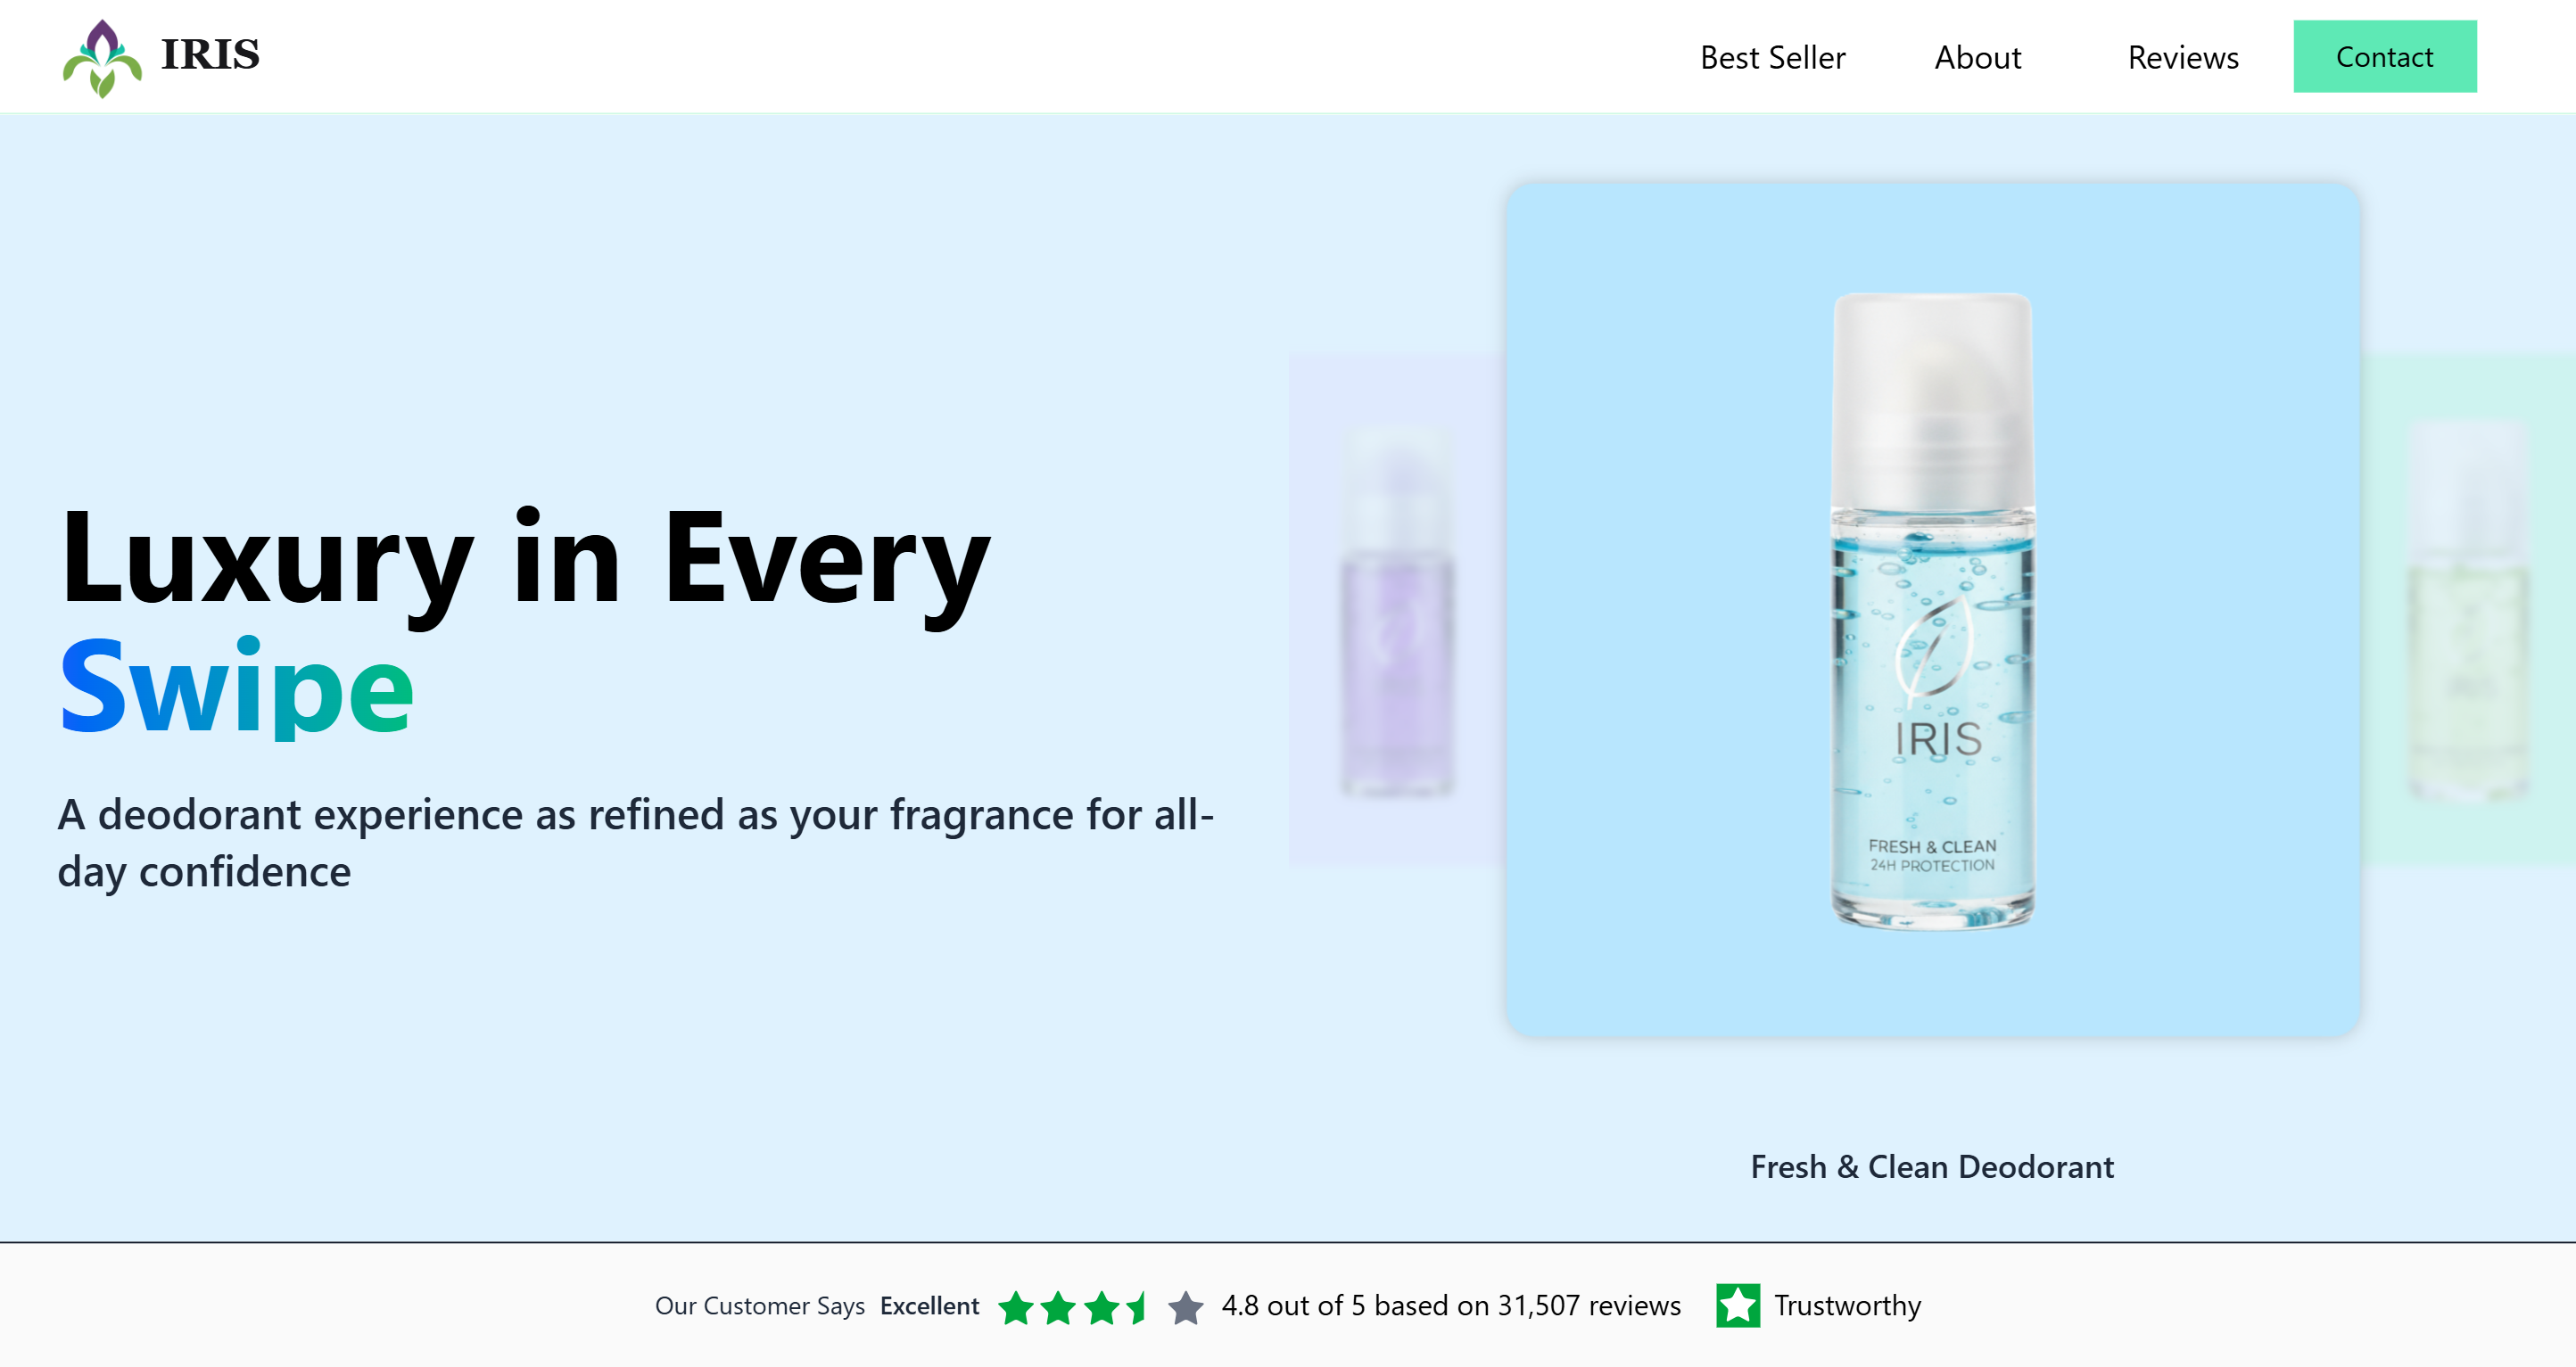 IRIS
Best Seller
About
Reviews
Contact
Luxury in Every
Swipe
A deodorant experience as refined as your fragrance for all-
day confidence
IRIS
FRESH & CLEAN
24H PROTECTION
Fresh & Clean Deodorant
Our Customer Says Excellent 4.8 out of 5 based on 31,507 reviews Trustworthy